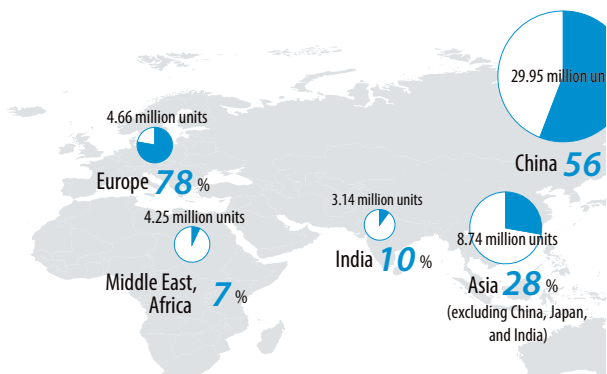 29.95 million un
4.66 million units
China 56
Europe 78 %
3.14 million units
4.25 million units
8.74 million units
India 10 %
Middle East,
Africa 7 %
Asia 28 %
(excluding China, Japan,
and India)